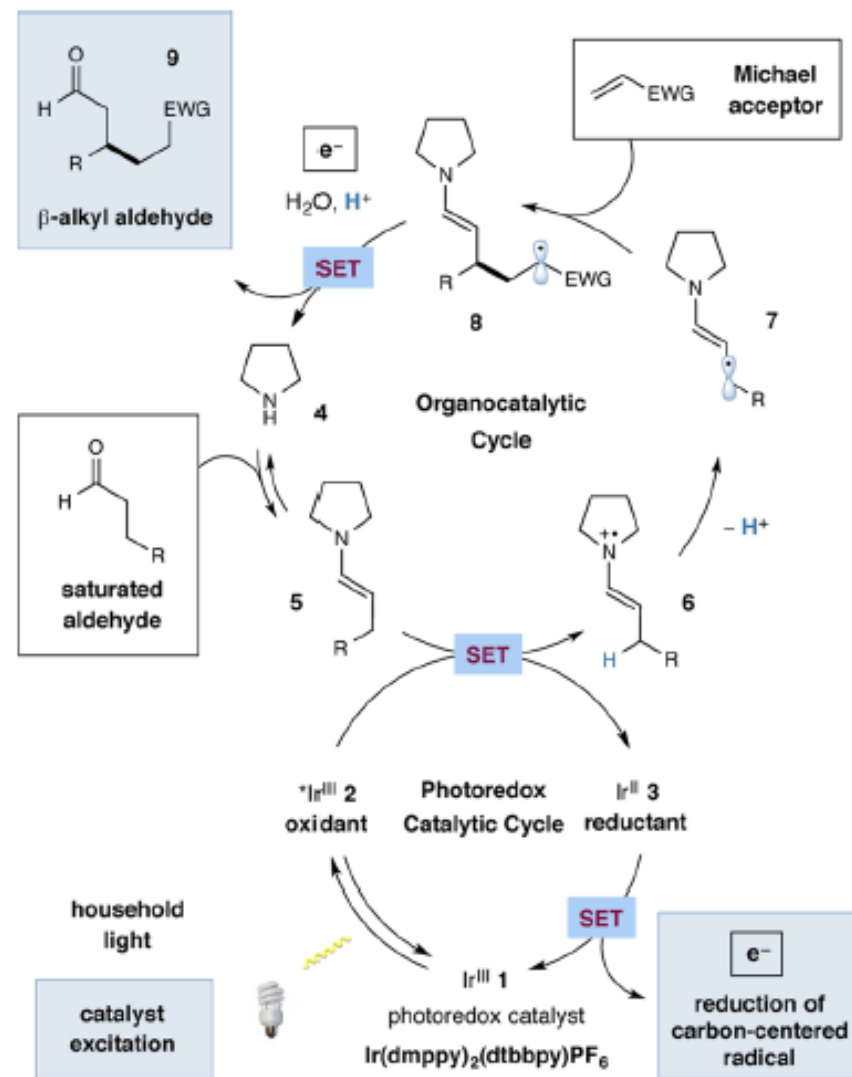 O
9
H
EWG
R
β-alkyl aldehyde
e–
H₂O, H⁺
SET
N
R
EWG
8
EWG
Michael
acceptor
N
7
R
N
H
4
Organocatalytic
Cycle
O
H
R
saturated
aldehyde
N
5
R
SET
N
+•
6
H
R
– H⁺
*Irᴵᴵᴵ 2
oxidant
Photoredox
Catalytic Cycle
Irᴵᴵ 3
reductant
SET
household
light
catalyst
excitation
Irᴵᴵᴵ 1
photoredox catalyst
Ir(dmppy)₂(dtbbpy)PF₆
e–
reduction of
carbon-centered
radical